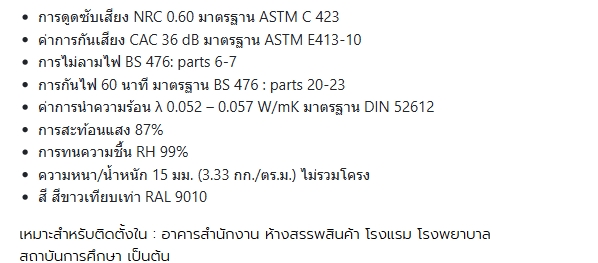 • การดูดซับเสียง NRC 0.60 มาตรฐาน ASTM C 423
• ค่าการกันเสียง CAC 36 dB มาตรฐาน ASTM E413-10
• การไม่ลามไฟ BS 476: parts 6-7
• การกันไฟ 60 นาที มาตรฐาน BS 476 : parts 20-23
• ค่าการนำความร้อน λ 0.052 – 0.057 W/mK มาตรฐาน DIN 52612
• การสะท้อนแสง 87%
• การทนความชื้น RH 99%
• ความหนา/น้ำหนัก 15 มม. (3.33 กก./ตร.ม.) ไม่รวมโครง
• สี สีขาวเทียบเท่า RAL 9010
เหมาะสำหรับติดตั้งใน : อาคารสำนักงาน ห้างสรรพสินค้า โรงแรม โรงพยาบาล
สถาบันการศึกษา เป็นต้น